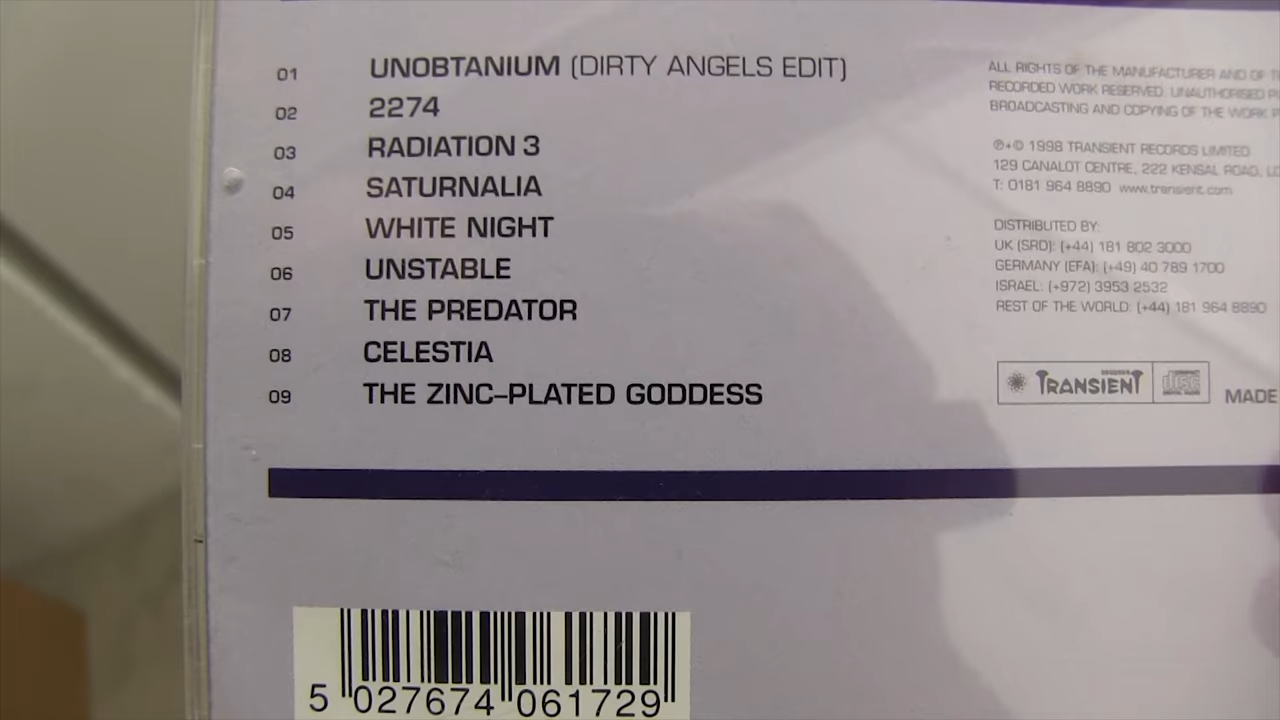 01 UNOBTANIUM (DIRTY ANGELS EDIT)
02 2274
03 RADIATION 3
04 SATURNALIA
05 WHITE NIGHT
06 UNSTABLE
07 THE PREDATOR
08 CELESTIA
09 THE ZINC–PLATED GODDESS
ALL RIGHTS OF THE MANUFACTURER AND OF
RECORDED WORK RESERVED. UNAUTHORISED
BROADCASTING AND COPYING OF THE WORK
℗+© 1998 TRANSIENT RECORDS LIMITED
129 CANALOT CENTRE, 222 KENSAL ROAD,
T: 0181 964 8890 www.transient.com
DISTRIBUTED BY:
UK (SRD): (+44) 181 802 3000
GERMANY (EFA): (+49) 40 789 1700
ISRAEL: (+972) 3953 2532
REST OF THE WORLD: (+44) 181 964 8890
TRANSIENT
COMPACT
disc
DIGITAL AUDIO
MADE
5 027674 061729